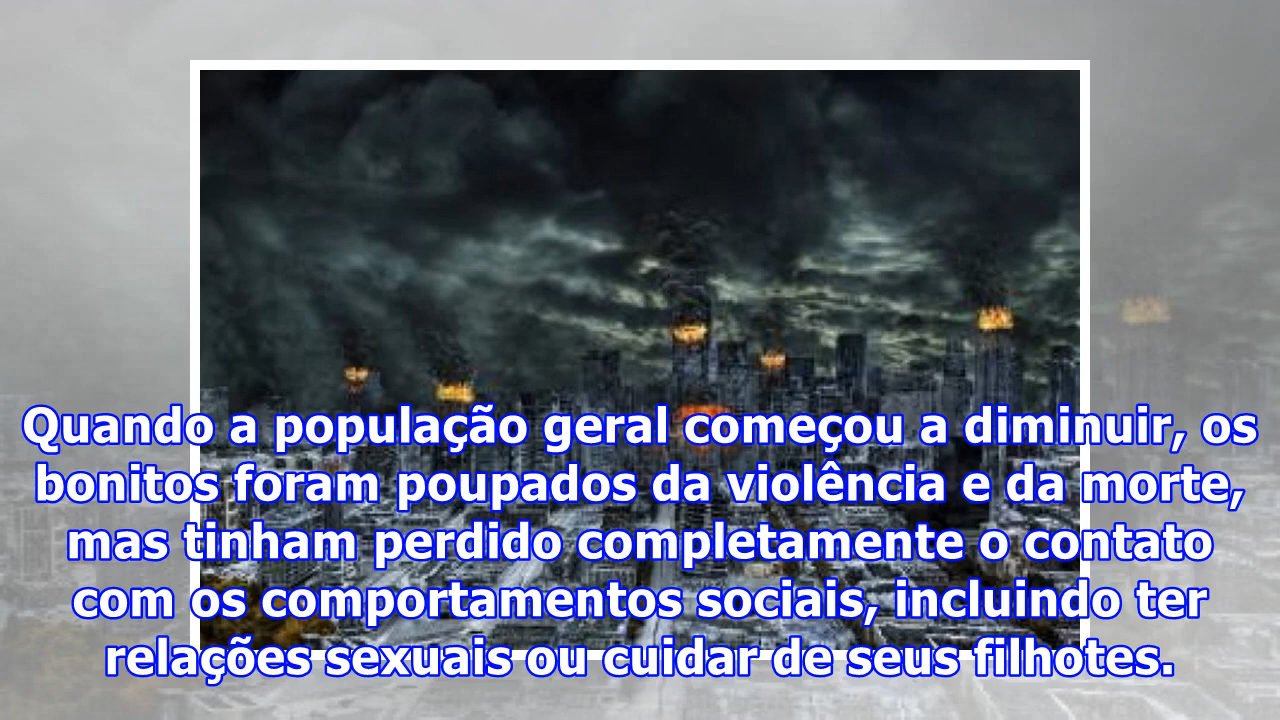 Quando a população geral começou a diminuir, os
bonitos foram poupados da violência e da morte,
mas tinham perdido completamente o contato
com os comportamentos sociais, incluindo ter
relações sexuais ou cuidar de seus filhotes.